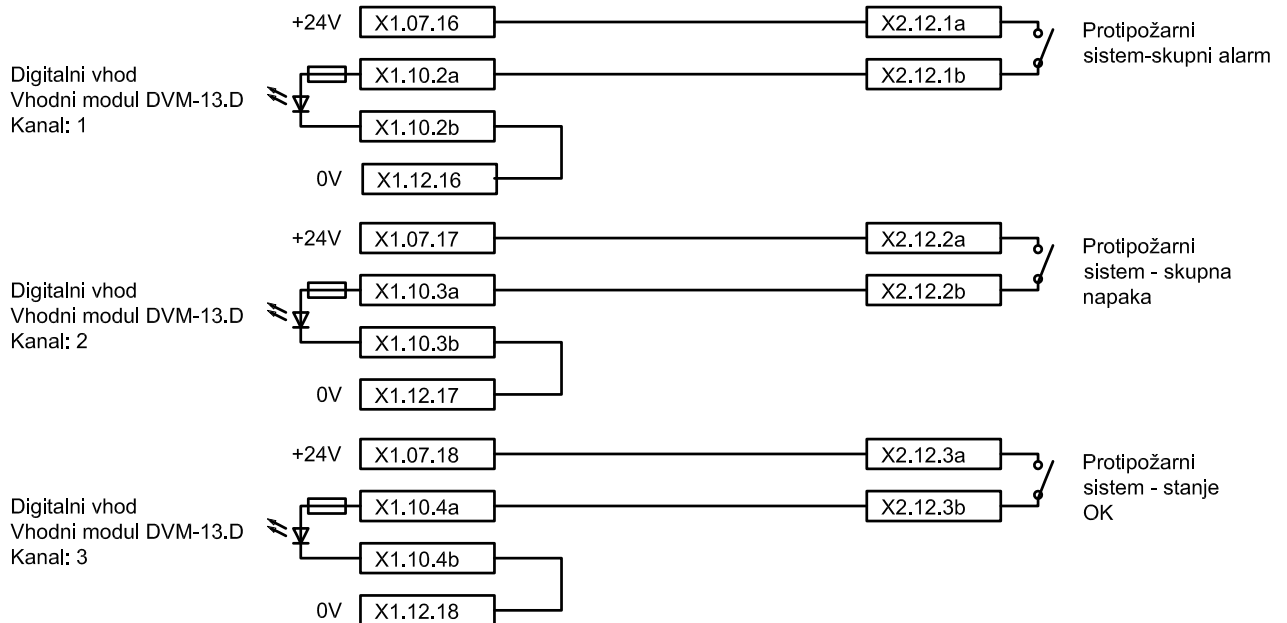 +24V X1.07.16 X2.12.1a
Protipožarni
sistem-skupni alarm
Digitalni vhod
Vhodni modul DVM-13.D
Kanal: 1
X1.10.2a X2.12.1b
X1.10.2b
0V X1.12.16
+24V X1.07.17 X2.12.2a
Protipožarni
sistem - skupna
napaka
Digitalni vhod
Vhodni modul DVM-13.D
Kanal: 2
X1.10.3a X2.12.2b
X1.10.3b
0V X1.12.17
+24V X1.07.18 X2.12.3a
Protipožarni
sistem - stanje
OK
Digitalni vhod
Vhodni modul DVM-13.D
Kanal: 3
X1.10.4a X2.12.3b
X1.10.4b
0V X1.12.18